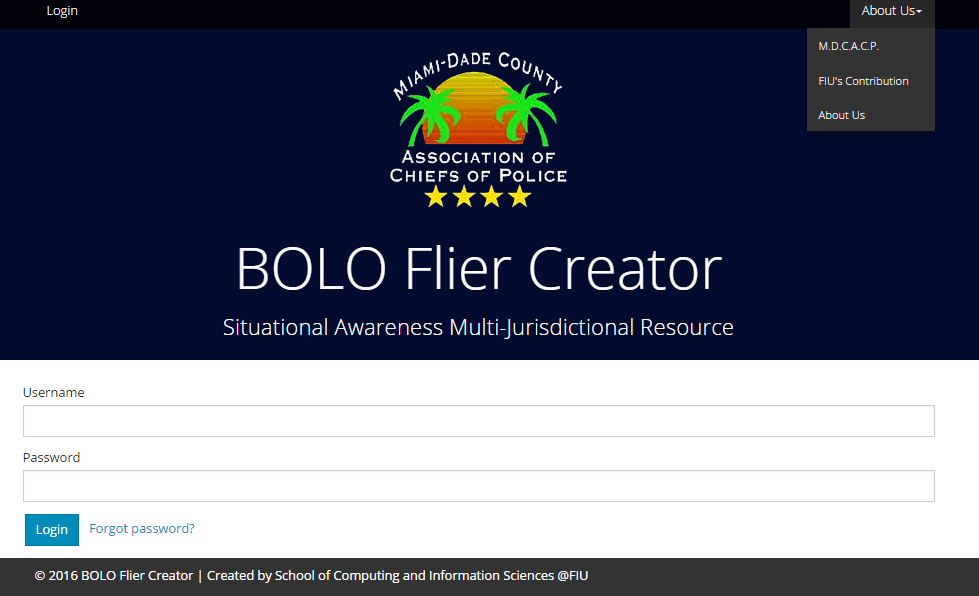 Login
About Us
M.D.C.A.C.P.
FIU's Contribution
About Us
MIAMI-DADE COUNTY
ASSOCIATION OF
CHIEFS OF POLICE
BOLO Flier Creator
Situational Awareness Multi-Jurisdictional Resource
Username
Password
Login Forgot password?
© 2016 BOLO Flier Creator | Created by School of Computing and Information Sciences @FIU